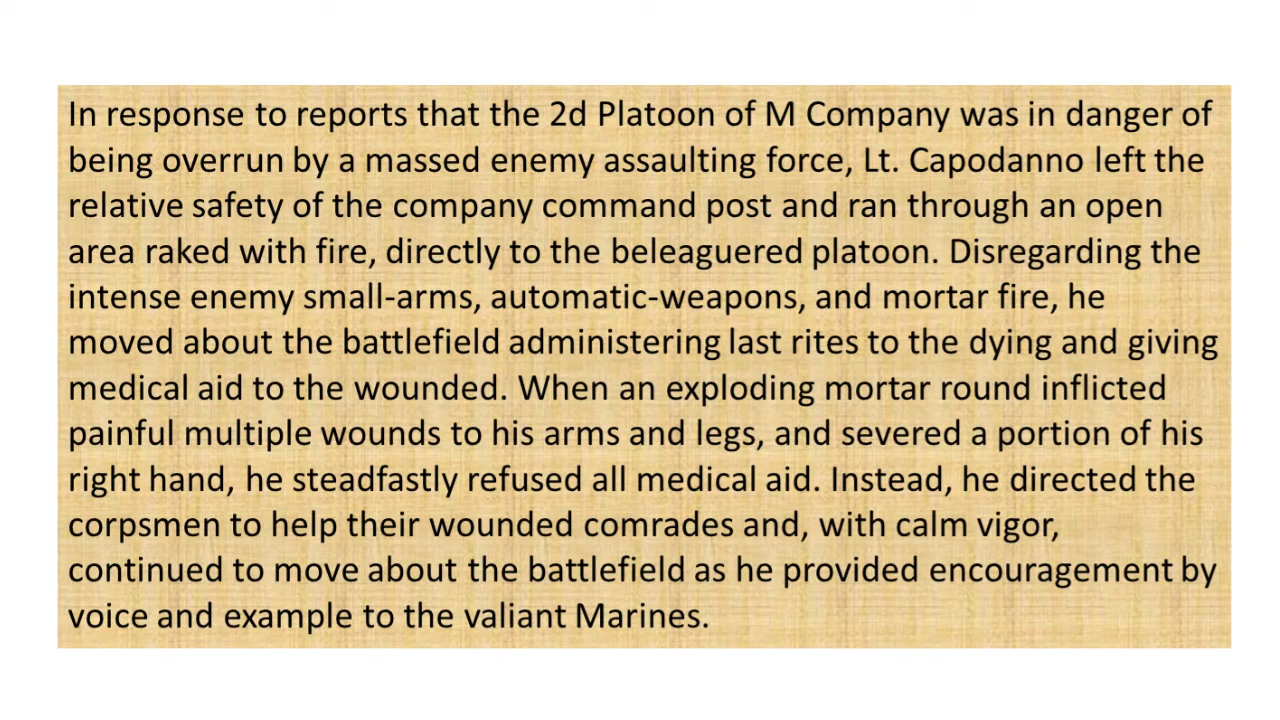 In response to reports that the 2d Platoon of M Company was in danger of
being overrun by a massed enemy assaulting force, Lt. Capodanno left the
relative safety of the company command post and ran through an open
area raked with fire, directly to the beleaguered platoon. Disregarding the
intense enemy small-arms, automatic-weapons, and mortar fire, he
moved about the battlefield administering last rites to the dying and giving
medical aid to the wounded. When an exploding mortar round inflicted
painful multiple wounds to his arms and legs, and severed a portion of his
right hand, he steadfastly refused all medical aid. Instead, he directed the
corpsmen to help their wounded comrades and, with calm vigor,
continued to move about the battlefield as he provided encouragement by
voice and example to the valiant Marines.